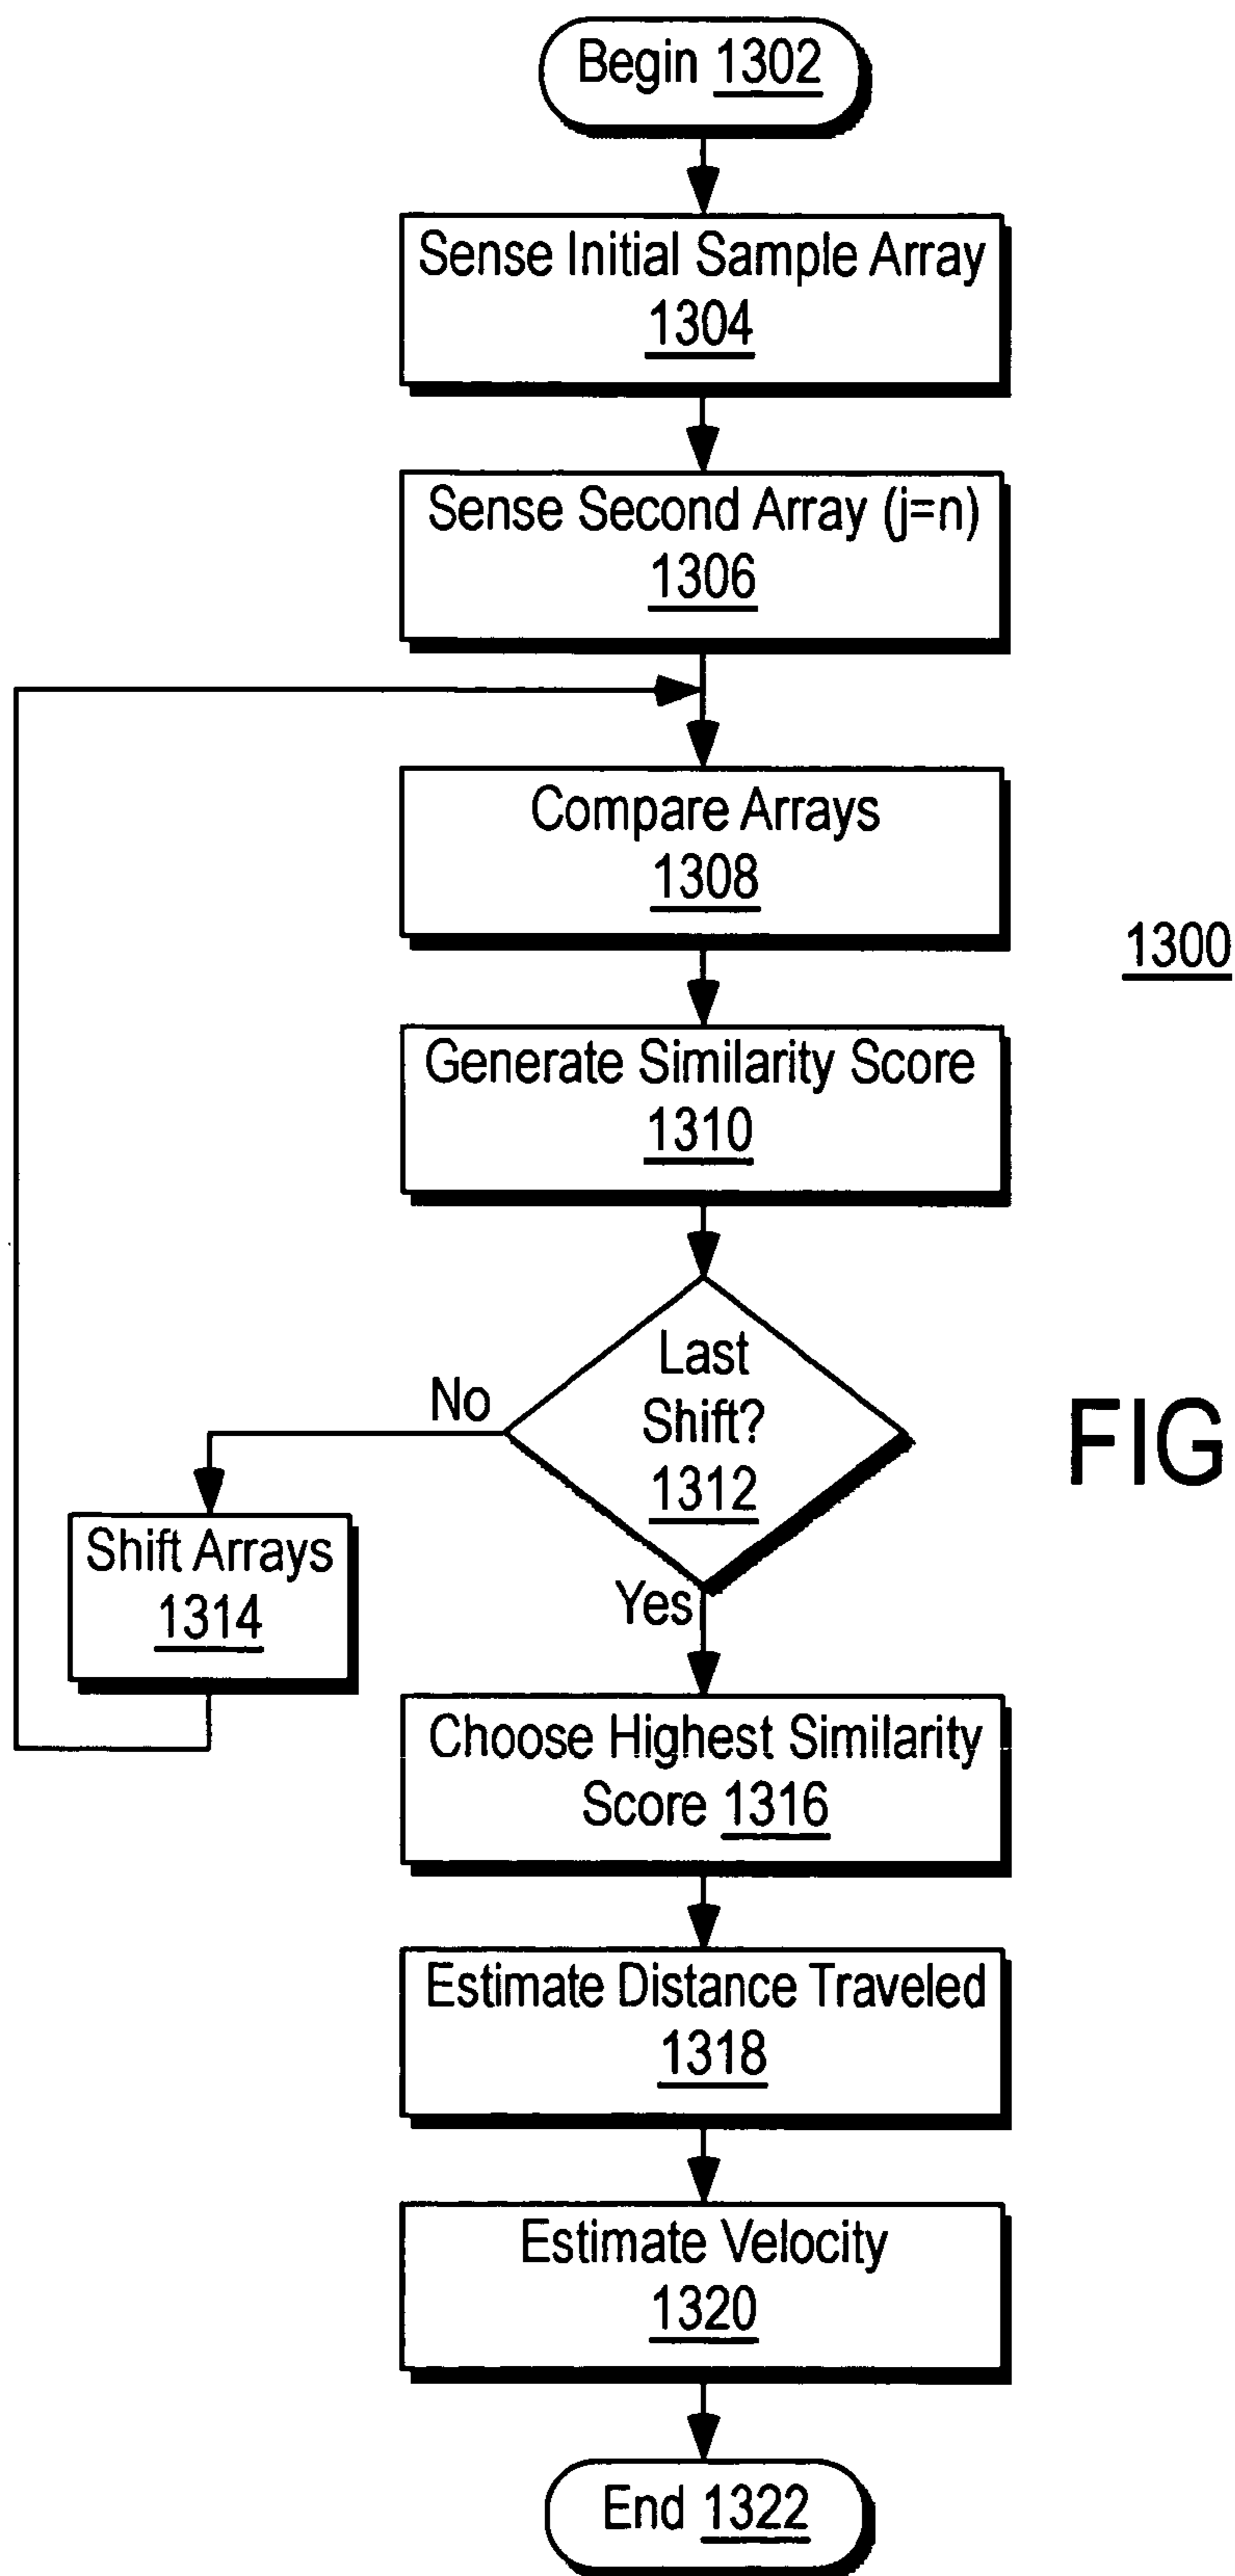 Begin 1302
Sense Initial Sample Array
1304
Sense Second Array (j=n)
1306
Compare Arrays
1308
1300
Generate Similarity Score
1310
Last
Shift?
1312
No
FIG
Shift Arrays
1314
Yes
Choose Highest Similarity
Score 1316
Estimate Distance Traveled
1318
Estimate Velocity
1320
End 1322